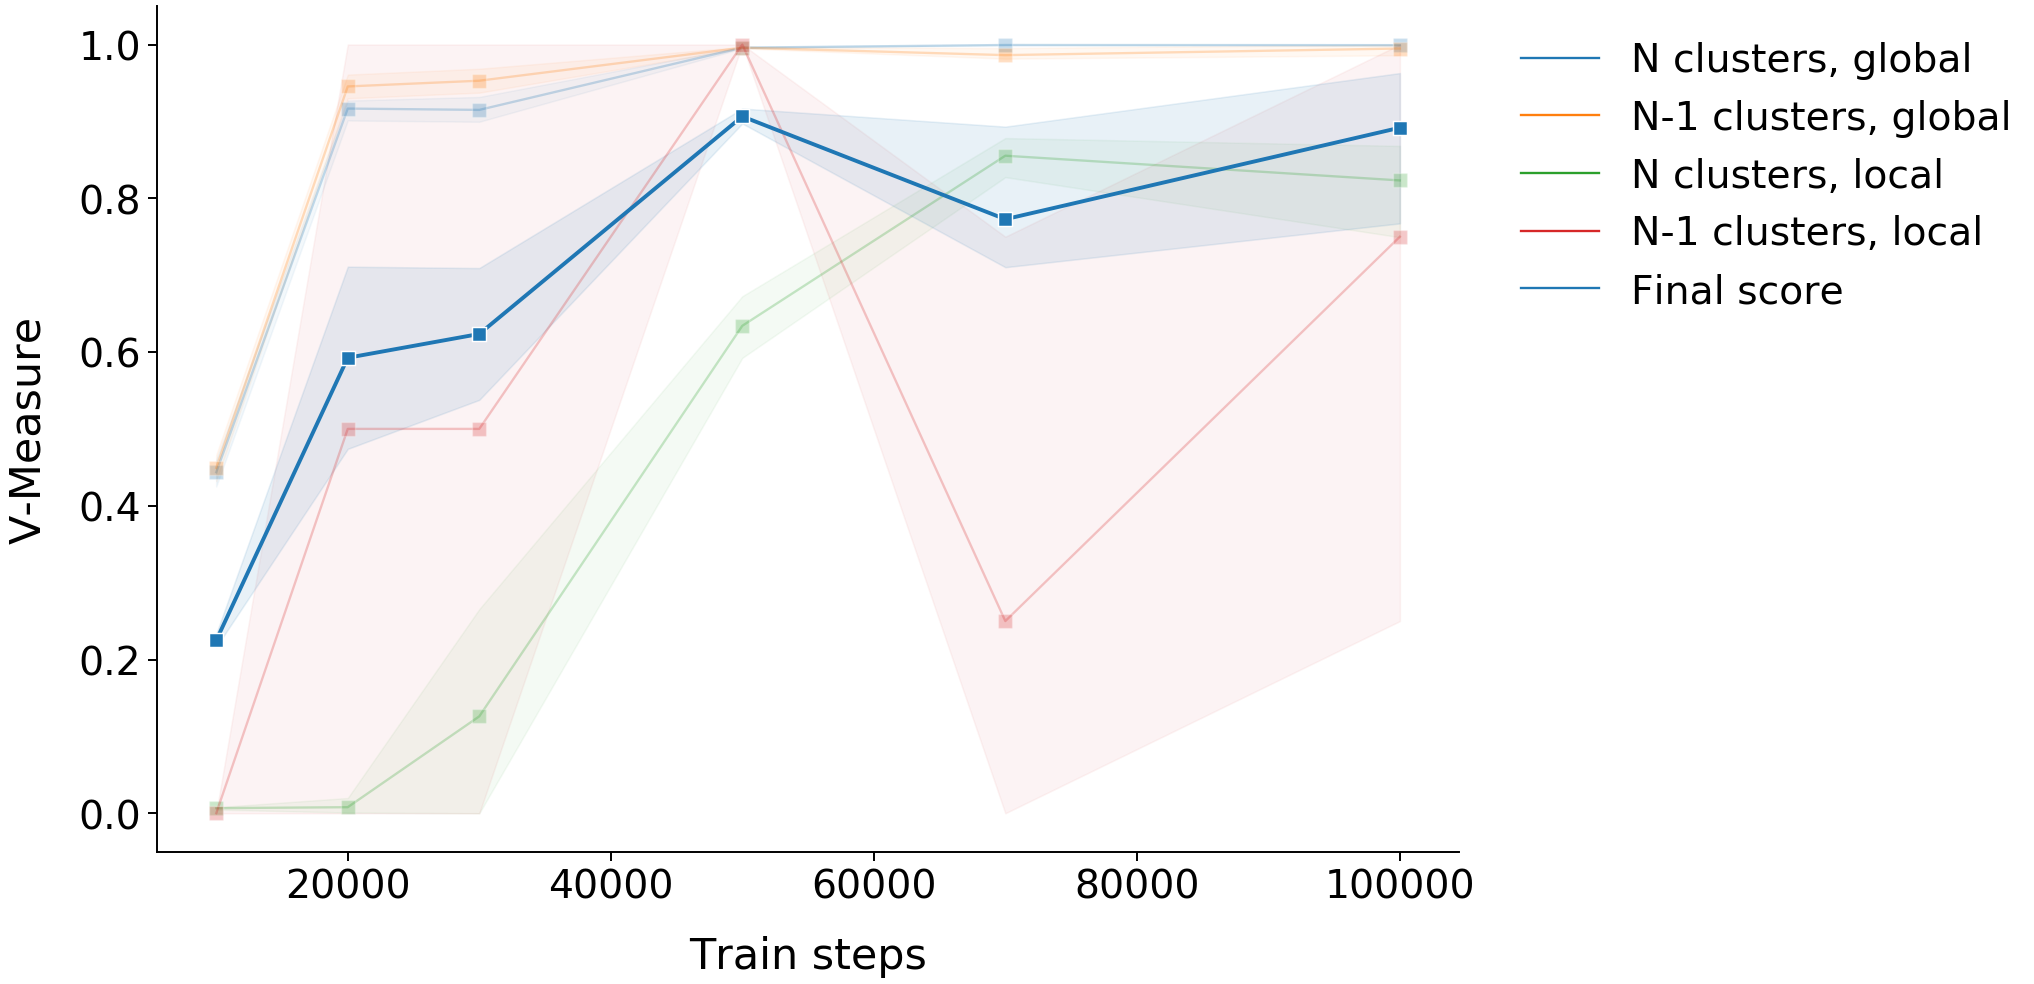 1.0
0.8
0.6
0.4
0.2
0.0
V-Measure
20000
40000
60000
80000
100000
Train steps
N clusters, global
N-1 clusters, global
N clusters, local
N-1 clusters, local
Final score